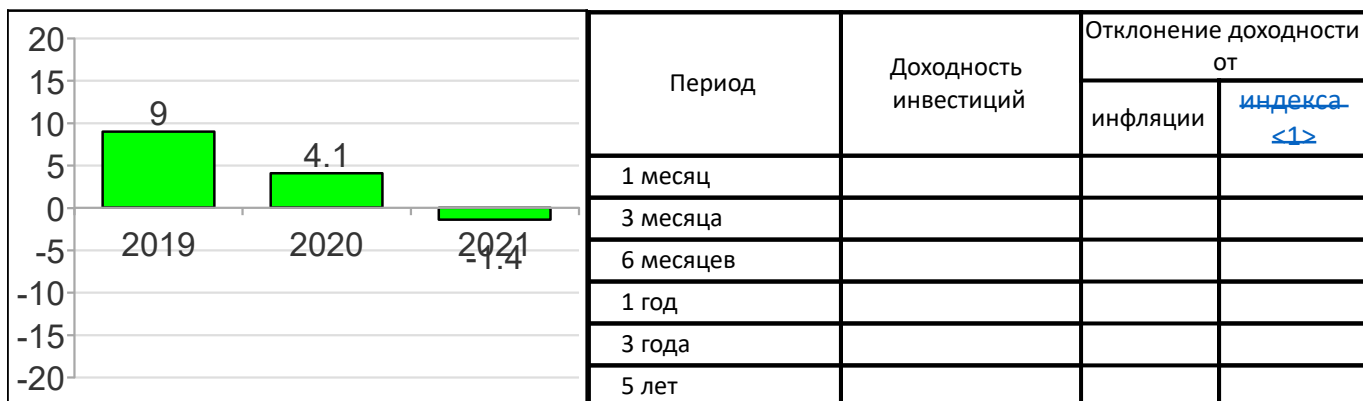 20
15
10
5
0
-5
-10
-15
-20
9
4.1
-1.4
2019
2020
2021
Период
Доходность
инвестиций
Отклонение доходности
от
инфляции
индекса
<1>
1 месяц
3 месяца
6 месяцев
1 год
3 года
5 лет